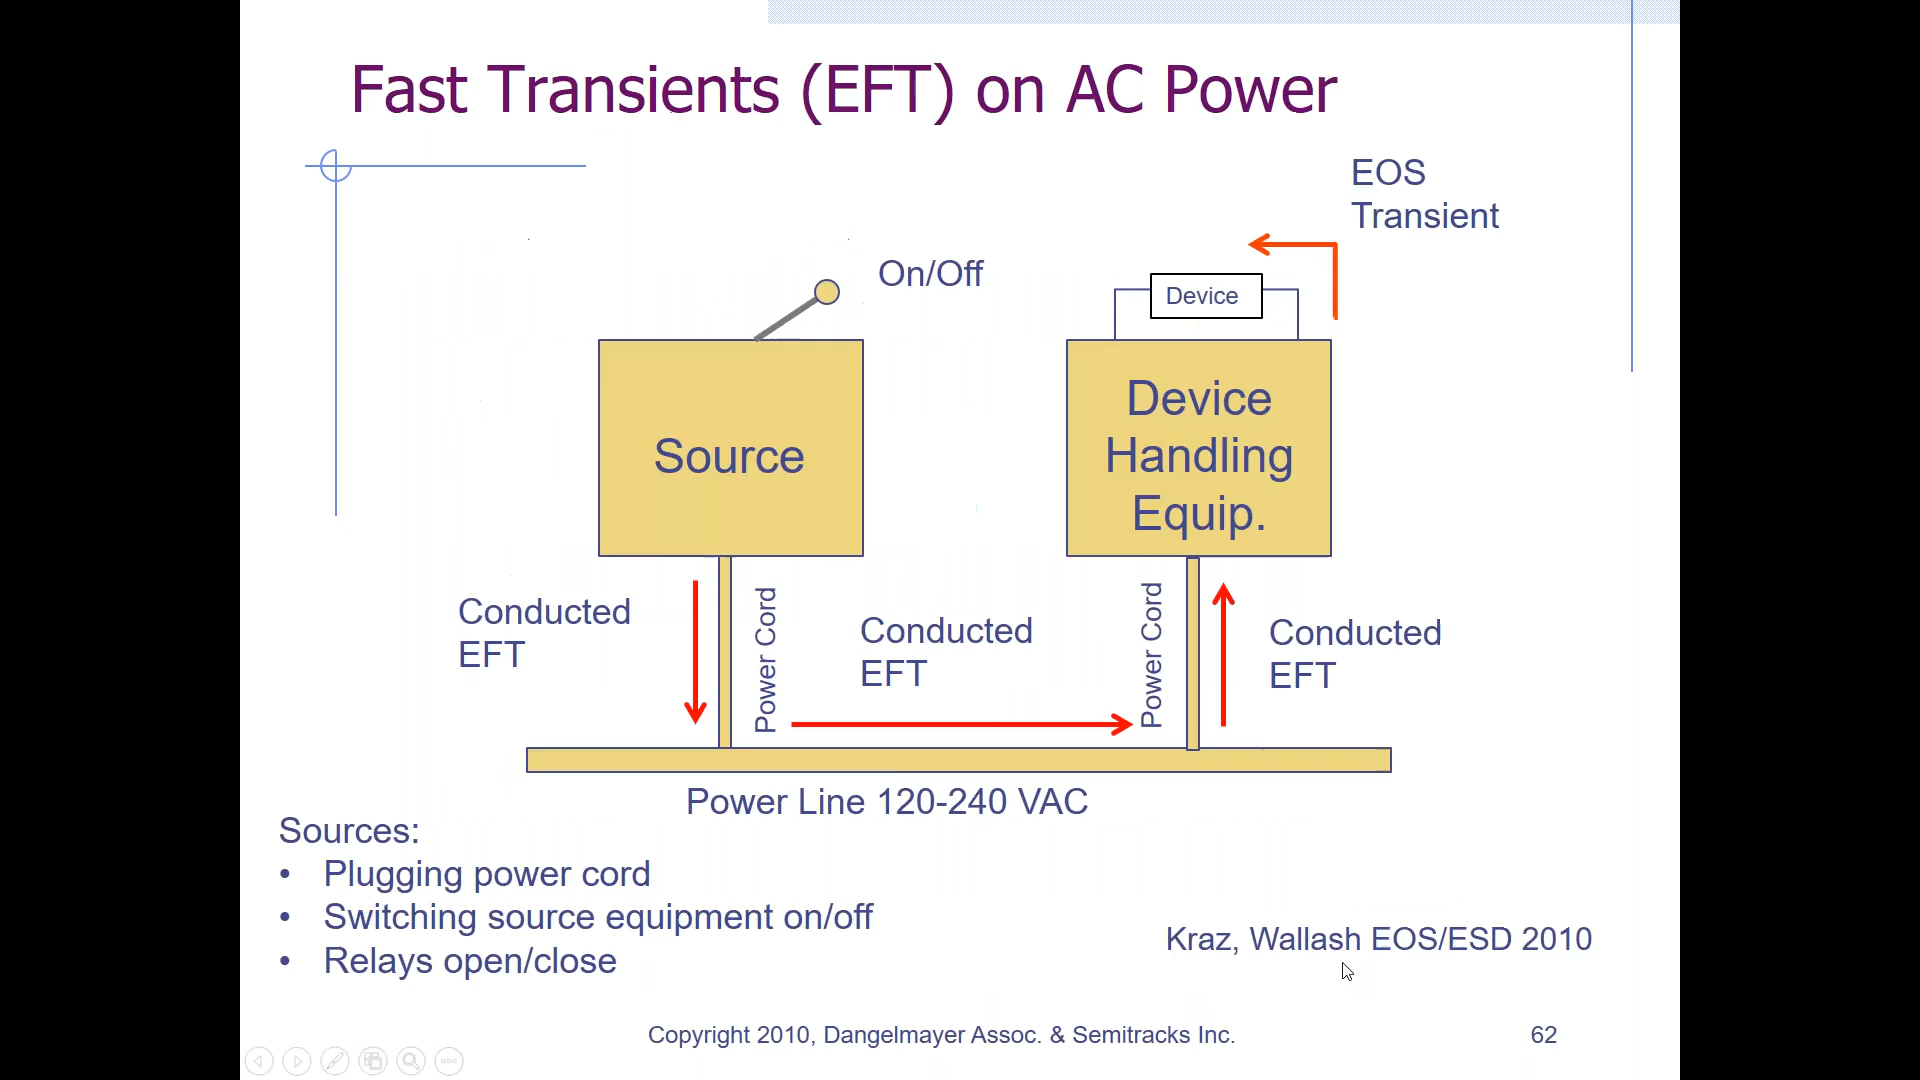 Fast Transients (EFT) on AC Power
EOS
Transient
On/Off
Device
Source
Device
Handling
Equip.
Conducted
EFT
Power Cord
Conducted
EFT
Power Cord
Conducted
EFT
Power Line 120-240 VAC
Sources:
• Plugging power cord
• Switching source equipment on/off
• Relays open/close
Kraz, Wallash EOS/ESD 2010
Copyright 2010, Dangelmayer Assoc. & Semitracks Inc.
62